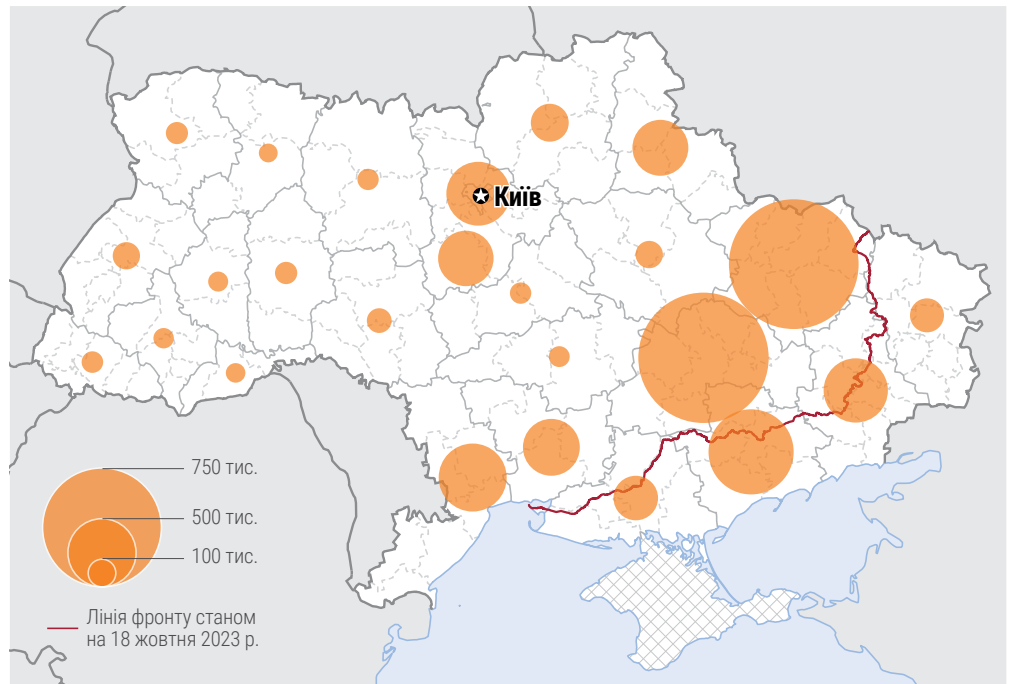 Київ
750 тис.
500 тис.
100 тис.
Лінія фронту станом
на 18 жовтня 2023 р.